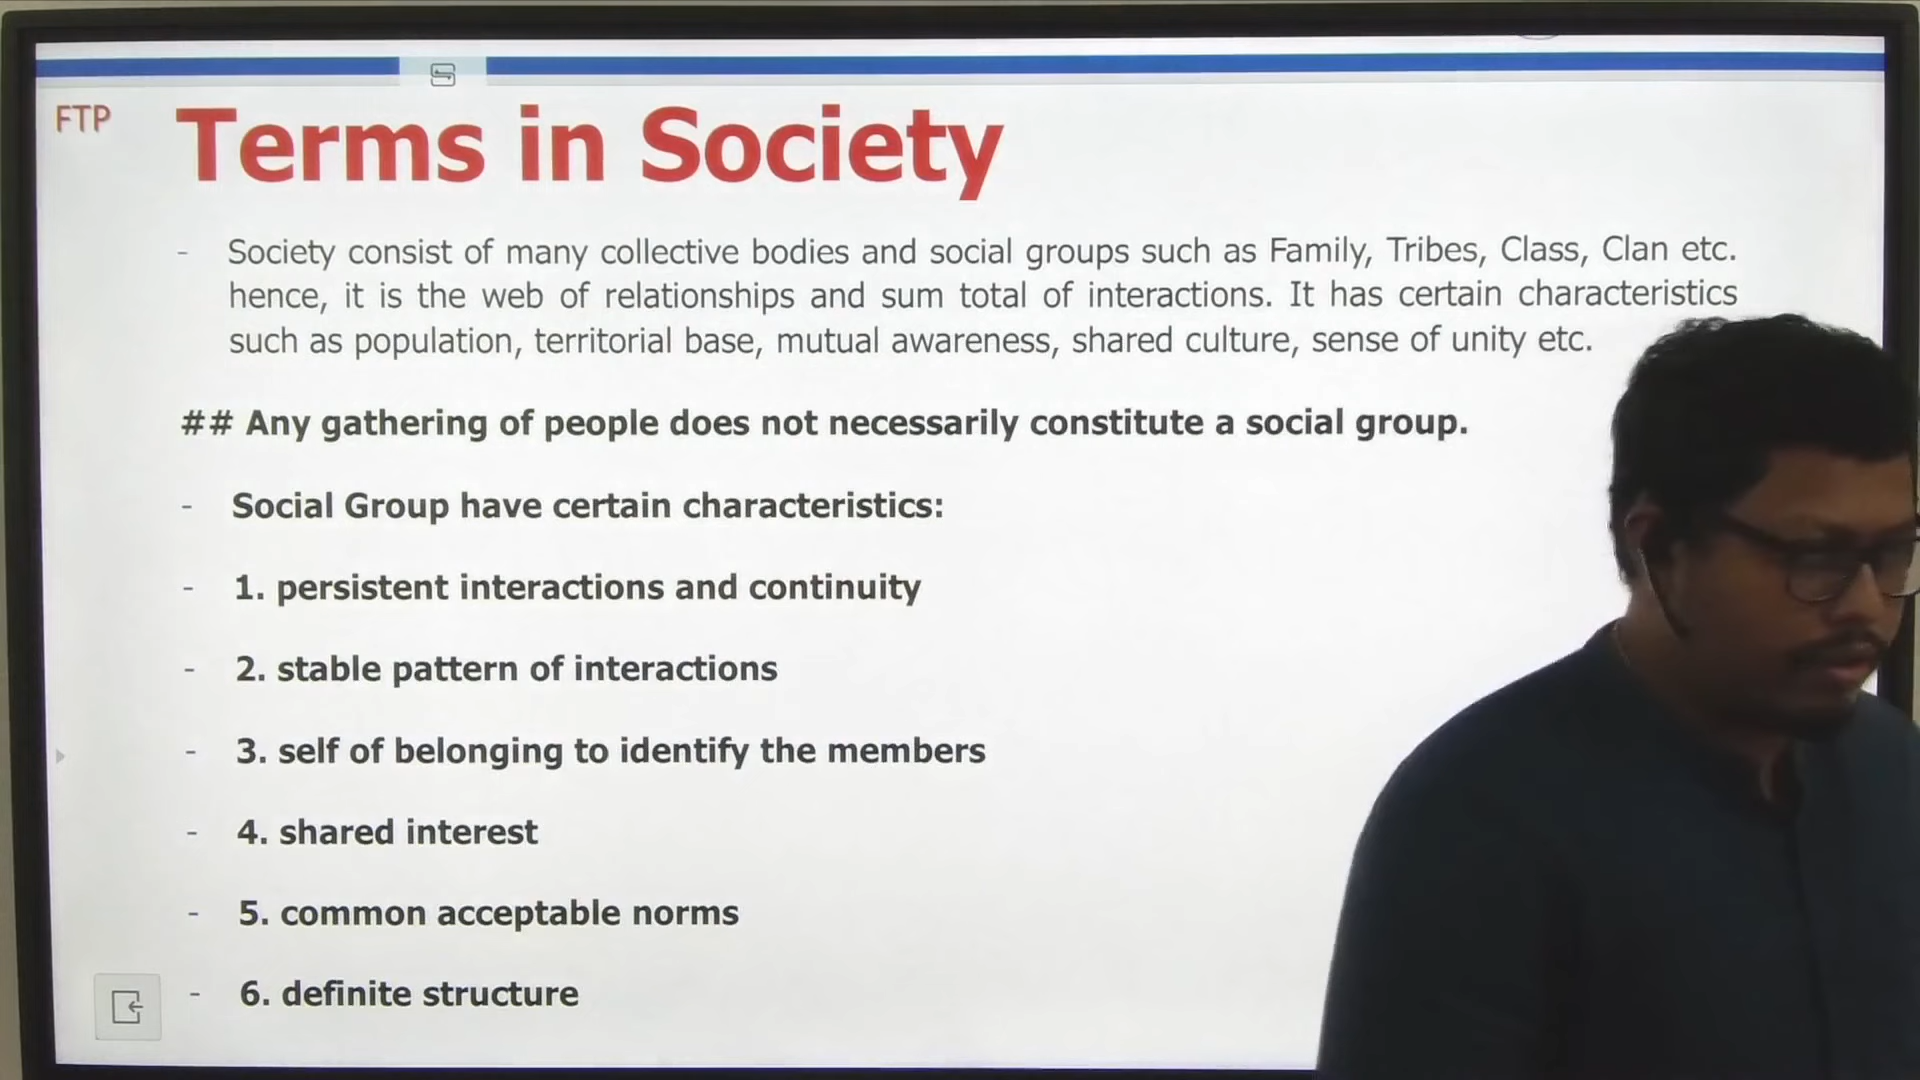 FTP
Terms in Society
- Society consist of many collective bodies and social groups such as Family, Tribes, Class, Clan etc.
hence, it is the web of relationships and sum total of interactions. It has certain characteristics
such as population, territorial base, mutual awareness, shared culture, sense of unity etc.
## Any gathering of people does not necessarily constitute a social group.
- Social Group have certain characteristics:
- 1. persistent interactions and continuity
- 2. stable pattern of interactions
- 3. self of belonging to identify the members
- 4. shared interest
- 5. common acceptable norms
- 6. definite structure